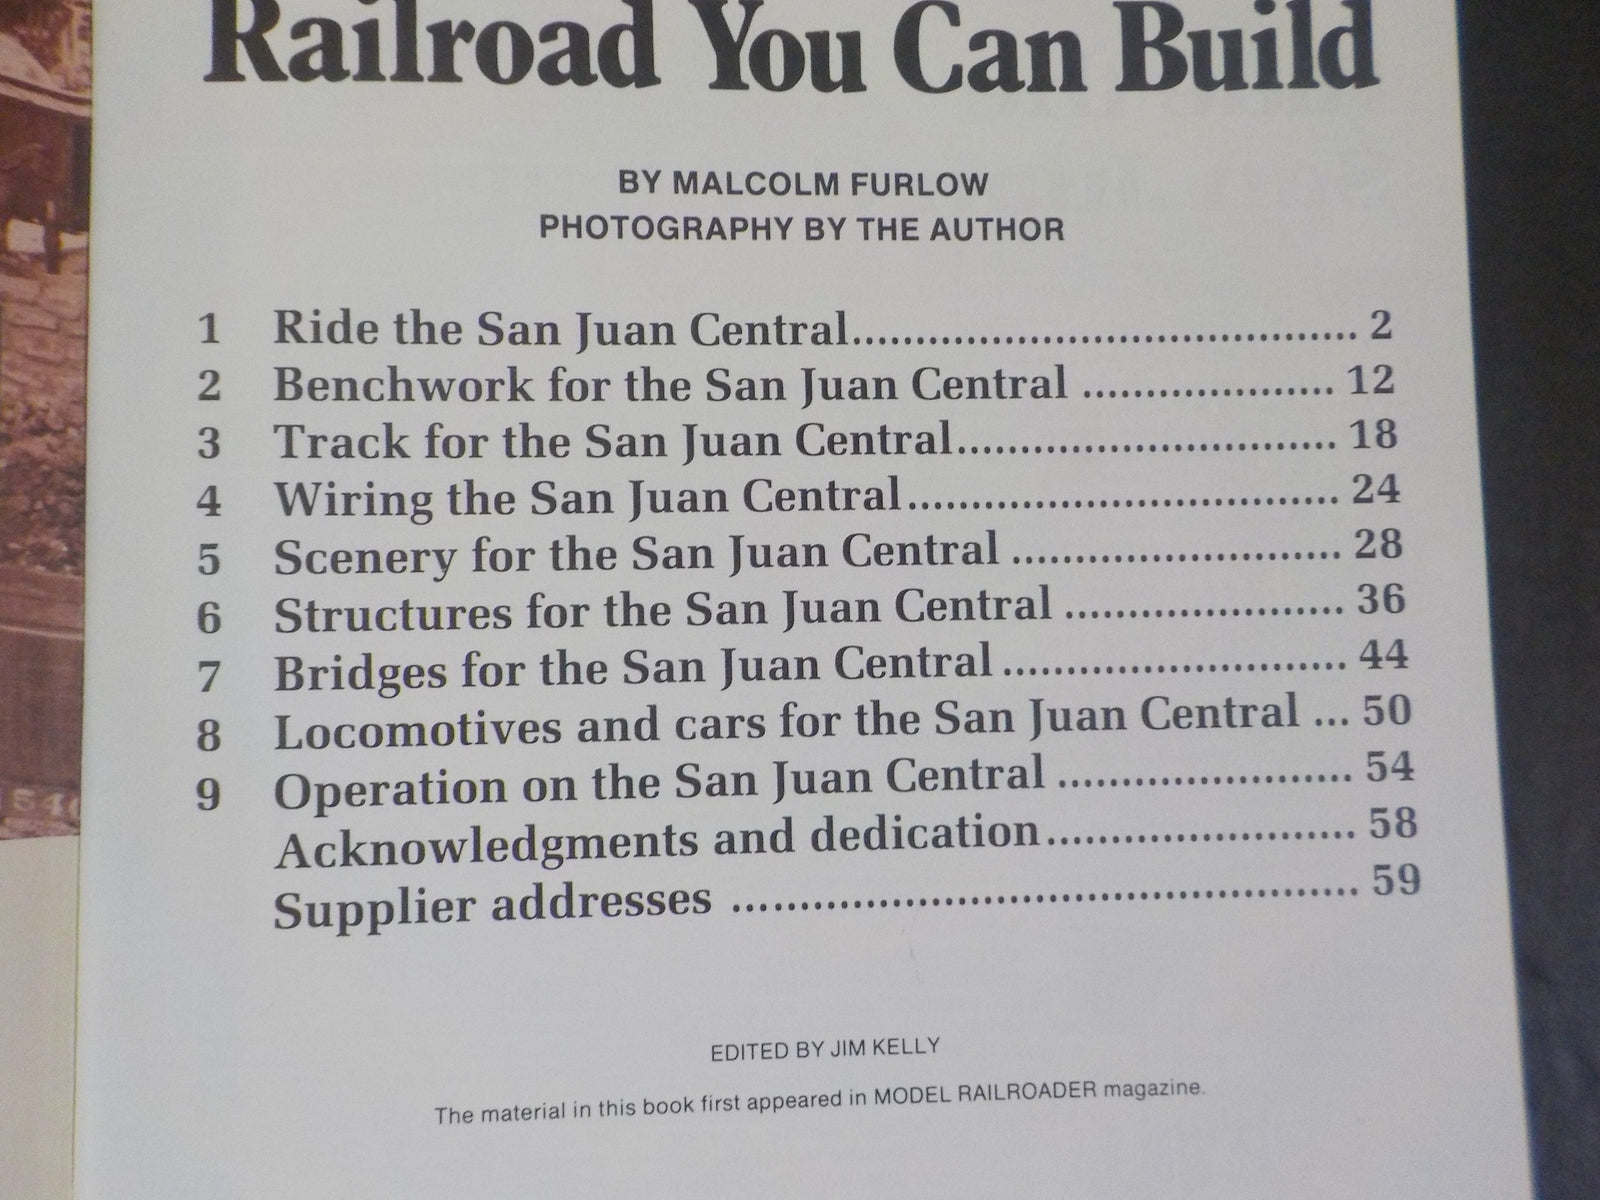 Railroad You Can Build
BY MALCOLM FURLOW
PHOTOGRAPHY BY THE AUTHOR
1 Ride the San Juan Central........................................ 2
2 Benchwork for the San Juan Central .................... 12
3 Track for the San Juan Central.............................. 18
4 Wiring the San Juan Central.................................. 24
5 Scenery for the San Juan Central .......................... 28
6 Structures for the San Juan Central ...................... 36
7 Bridges for the San Juan Central ........................... 44
8 Locomotives and cars for the San Juan Central ... 50
9 Operation on the San Juan Central ....................... 54
Acknowledgments and dedication........................ 58
Supplier addresses ................................................ 59
EDITED BY JIM KELLY
The material in this book first appeared in MODEL RAILROADER magazine.